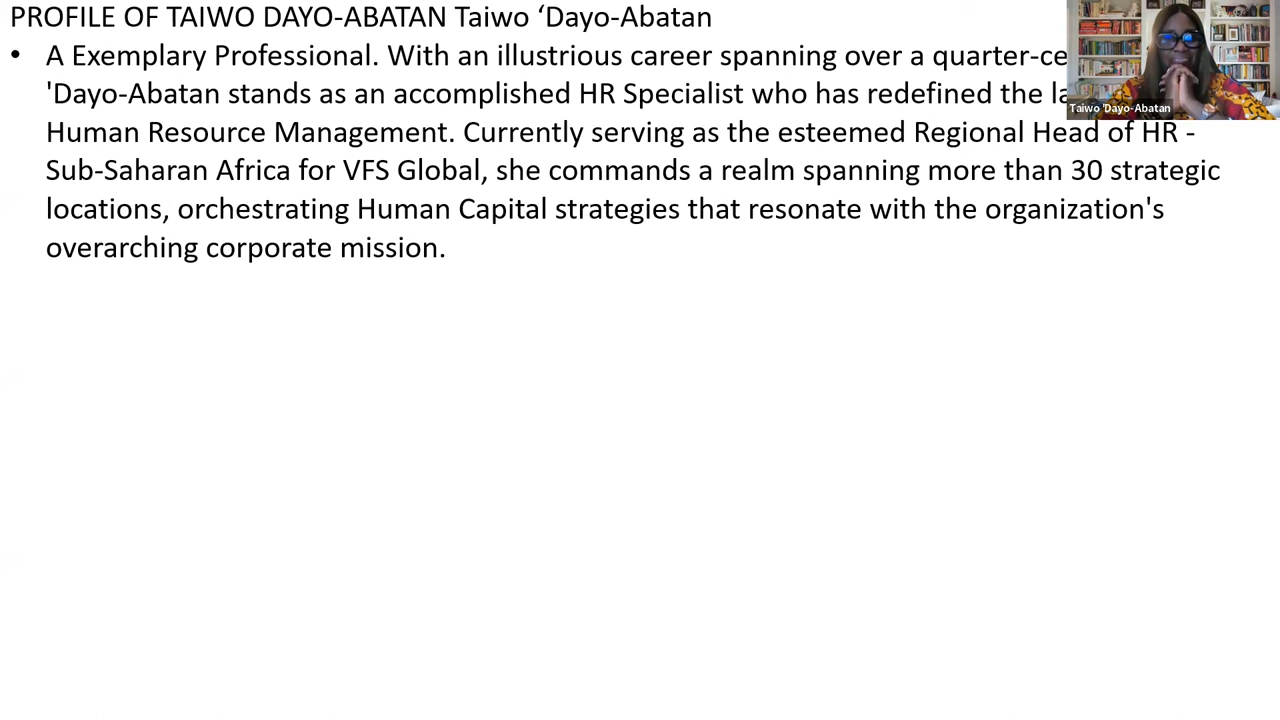 PROFILE OF TAIWO DAYO-ABATAN Taiwo ‘Dayo-Abatan
• A Exemplary Professional. With an illustrious career spanning over a
'Dayo-Abatan stands as an accomplished HR Specialist who has redefined the
Human Resource Management. Currently serving as the esteemed Regional Head of HR -
Sub-Saharan Africa for VFS Global, she commands a realm spanning more than 30 strategic
locations, orchestrating Human Capital strategies that resonate with the organization's
overarching corporate mission.
Taiwo 'Dayo-Abatan